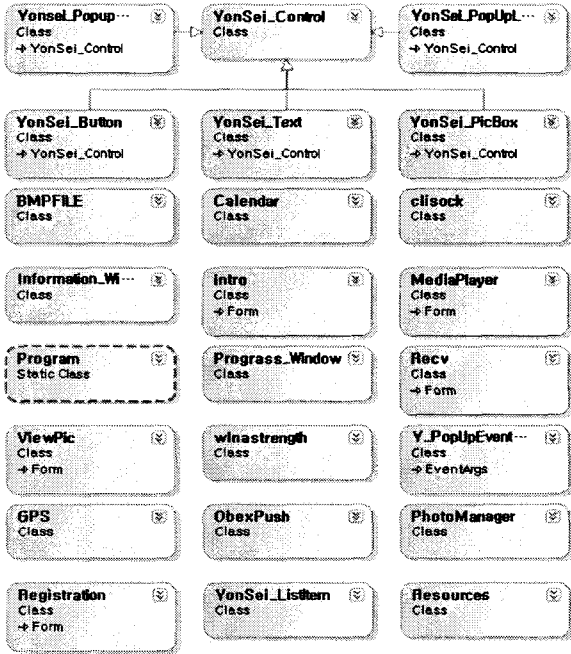 Yonsei_Popup···
Class
→ YonSei_Control
YonSei_Control
Class
YonSei_PopUpL···
Class
→ YonSei_Control
YonSei_Button
Class
→ YonSei_Control
YonSei_Text
Class
→ YonSei_Control
YonSei_PicBox
Class
→ YonSei_Control
BMPFILE
Class
Calendar
Class
clisock
Class
Information_Wi···
Class
Intro
Class
→ Form
MediaPlayer
Class
→ Form
Program
Static Class
Prograss_Window
Class
Recv
Class
→ Form
ViewPic
Class
→ Form
winastrength
Class
Y_PopUpEvent···
Class
→ EventArgs
GPS
Class
ObexPush
Class
PhotoManager
Class
Registration
Class
→ Form
YonSei_ListItem
Class
Resources
Class